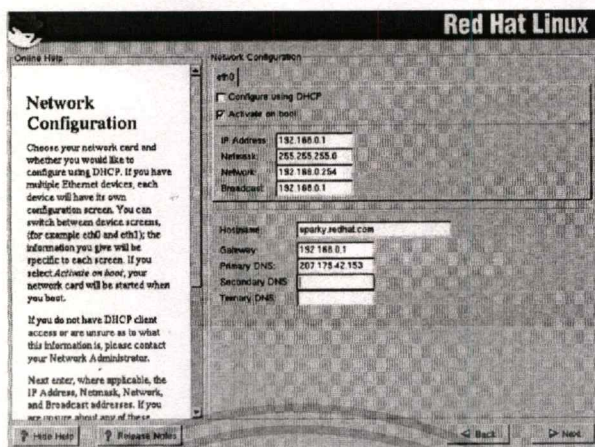 Red Hat Linux
Online Help
Network
Configuration
Choose your network card and
whether you would like to
configure using DHCP. If you have
multiple Ethernet devices, each
device will have its own
configuration screen. You can
switch between device screens,
(for example eth0 and eth1); the
information you give will be
specific to each screen. If you
select Activate on boot, your
network card will be started when
you boot.
If you do not have DHCP client
access or are unsure as to what
this information is, please contact
your Network Administrator.
Next enter, where applicable, the
IP Address, Netmask, Network,
and Broadcast addresses. If you
are unsure about any of these
Network Configuration
eth0
Configure using DHCP
Activate on boot
IP Address: 192.168.0.1
Netmask: 255.255.255.0
Network: 192.168.0.254
Broadcast: 192.168.0.1
Hostname: sparky.redhat.com
Gateway: 192.168.0.1
Primary DNS: 207.175.42.153
Secondary DNS:
Ternary DNS:
? Hide Help
? Release Notes
Back
Next